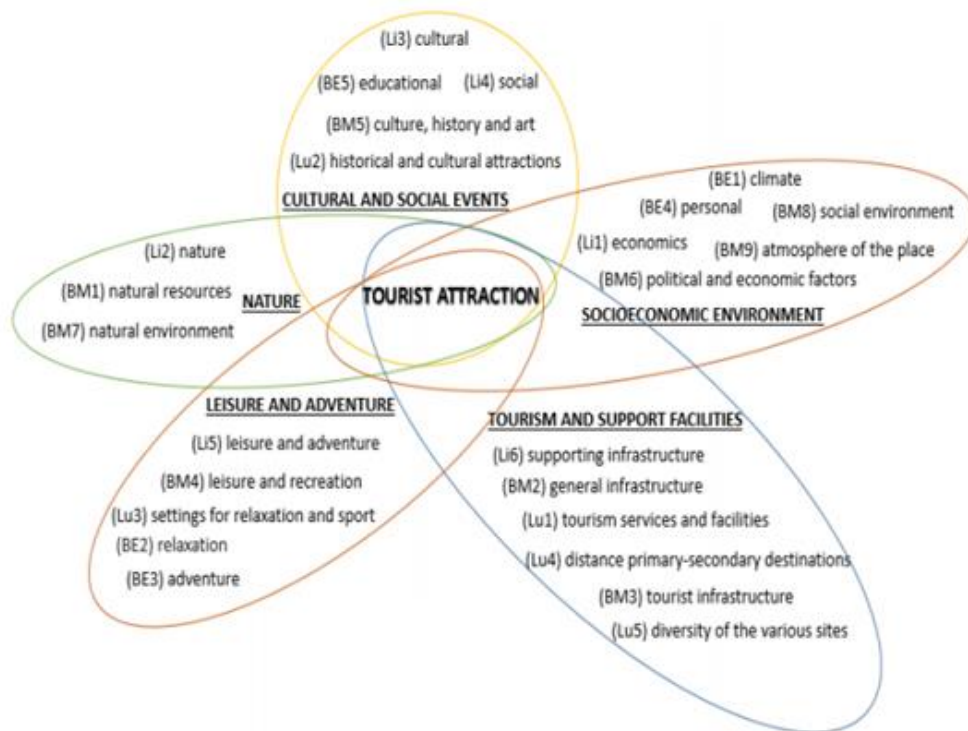 (Li3) cultural
(BE5) educational (Li4) social
(BM5) culture, history and art
(Lu2) historical and cultural attractions
CULTURAL AND SOCIAL EVENTS
(BE1) climate
(BE4) personal (BM8) social environment
(Li1) economics (BM9) atmosphere of the place
(BM6) political and economic factors
SOCIOECONOMIC ENVIRONMENT
(Li2) nature
(BM1) natural resources
NATURE
(BM7) natural environment
TOURIST ATTRACTION
LEISURE AND ADVENTURE
(Li5) leisure and adventure
(BM4) leisure and recreation
(Lu3) settings for relaxation and sport
(BE2) relaxation
(BE3) adventure
TOURISM AND SUPPORT FACILITIES
(Li6) supporting infrastructure
(BM2) general infrastructure
(Lu1) tourism services and facilities
(Lu4) distance primary-secondary destinations
(BM3) tourist infrastructure
(Lu5) diversity of the various sites